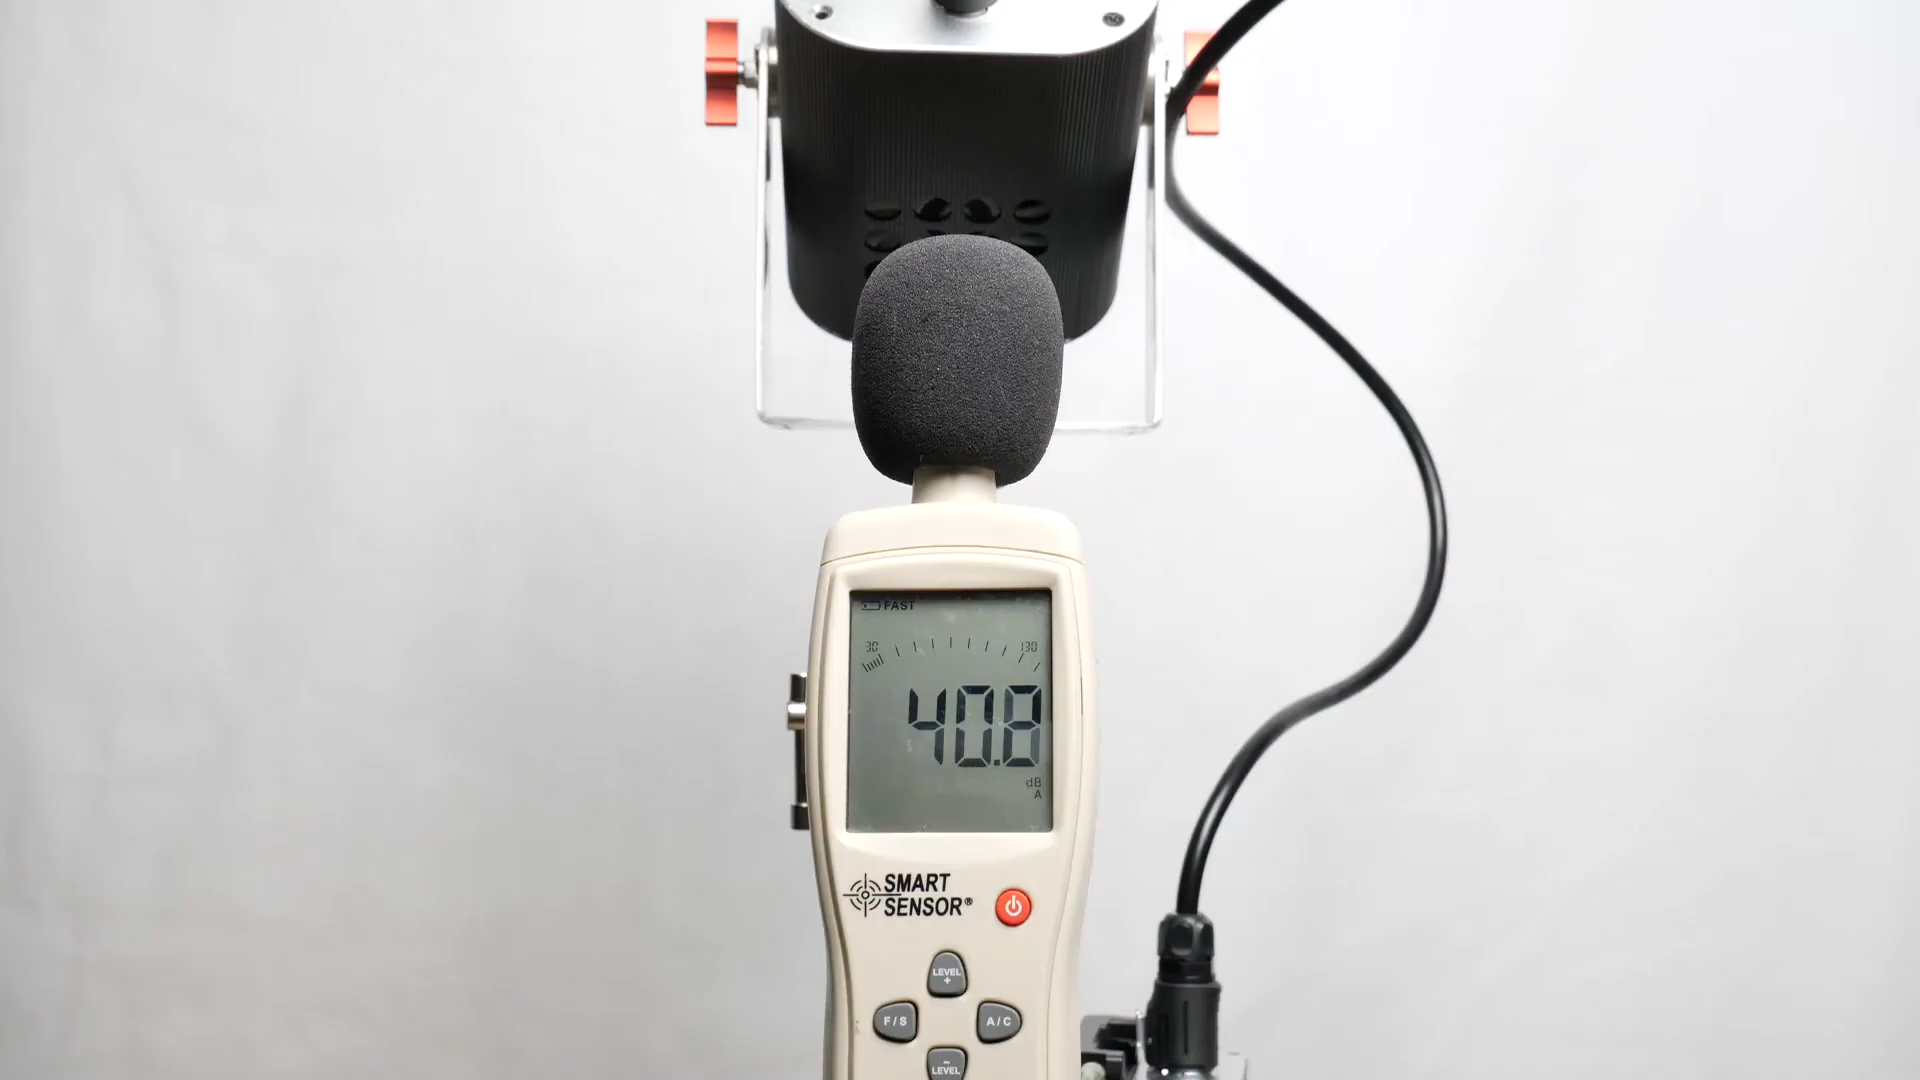 FAST
30 130
40.8
dB
A
SMART
SENSOR®
LEVEL
+
F/S A/C
-
LEVEL